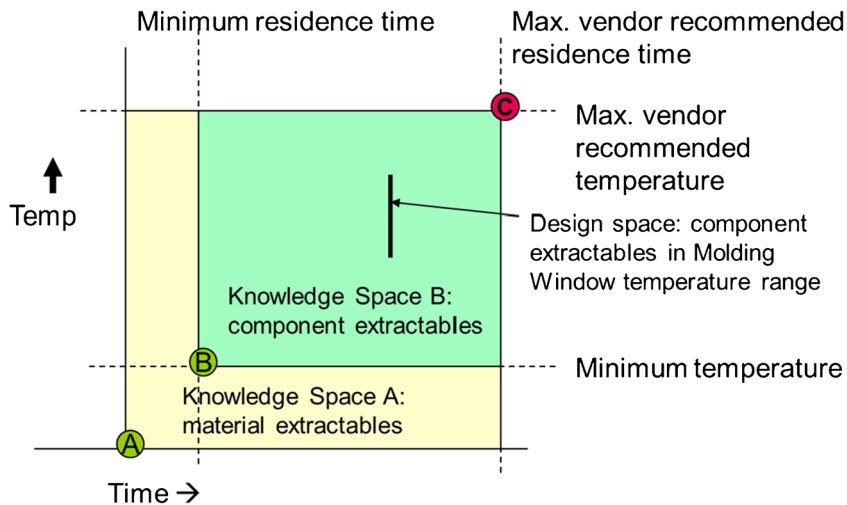 Minimum residence time
Max. vendor recommended
residence time
C
Max. vendor
recommended
temperature
Temp
Design space: component
extractables in Molding
Window temperature range
Knowledge Space B:
component extractables
B
Minimum temperature
Knowledge Space A:
material extractables
A
Time →